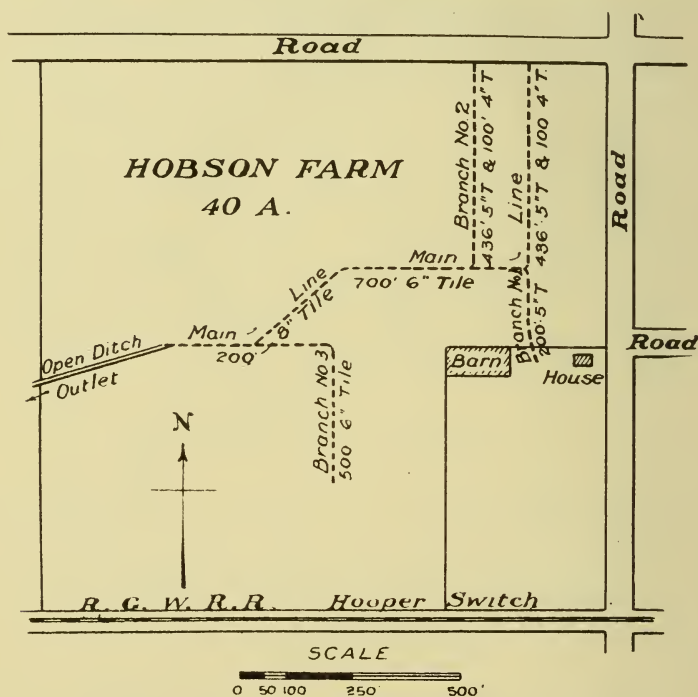 Road
HOBSON FARM
40 A.
Branch No. 2
436' 5" T & 100' 4" T
Line
436' 5" T & 100 4" T.
Road
Main
700' 6" Tile
Line
8" Tile
Branch No. 1
200' 5" T
Main
200'
Open Ditch
Outlet
Branch No 3
500 6" Tile
Barn
House
Road
N
R. G. W. R.R. Hooper Switch
SCALE
0 50 100 250' 500'